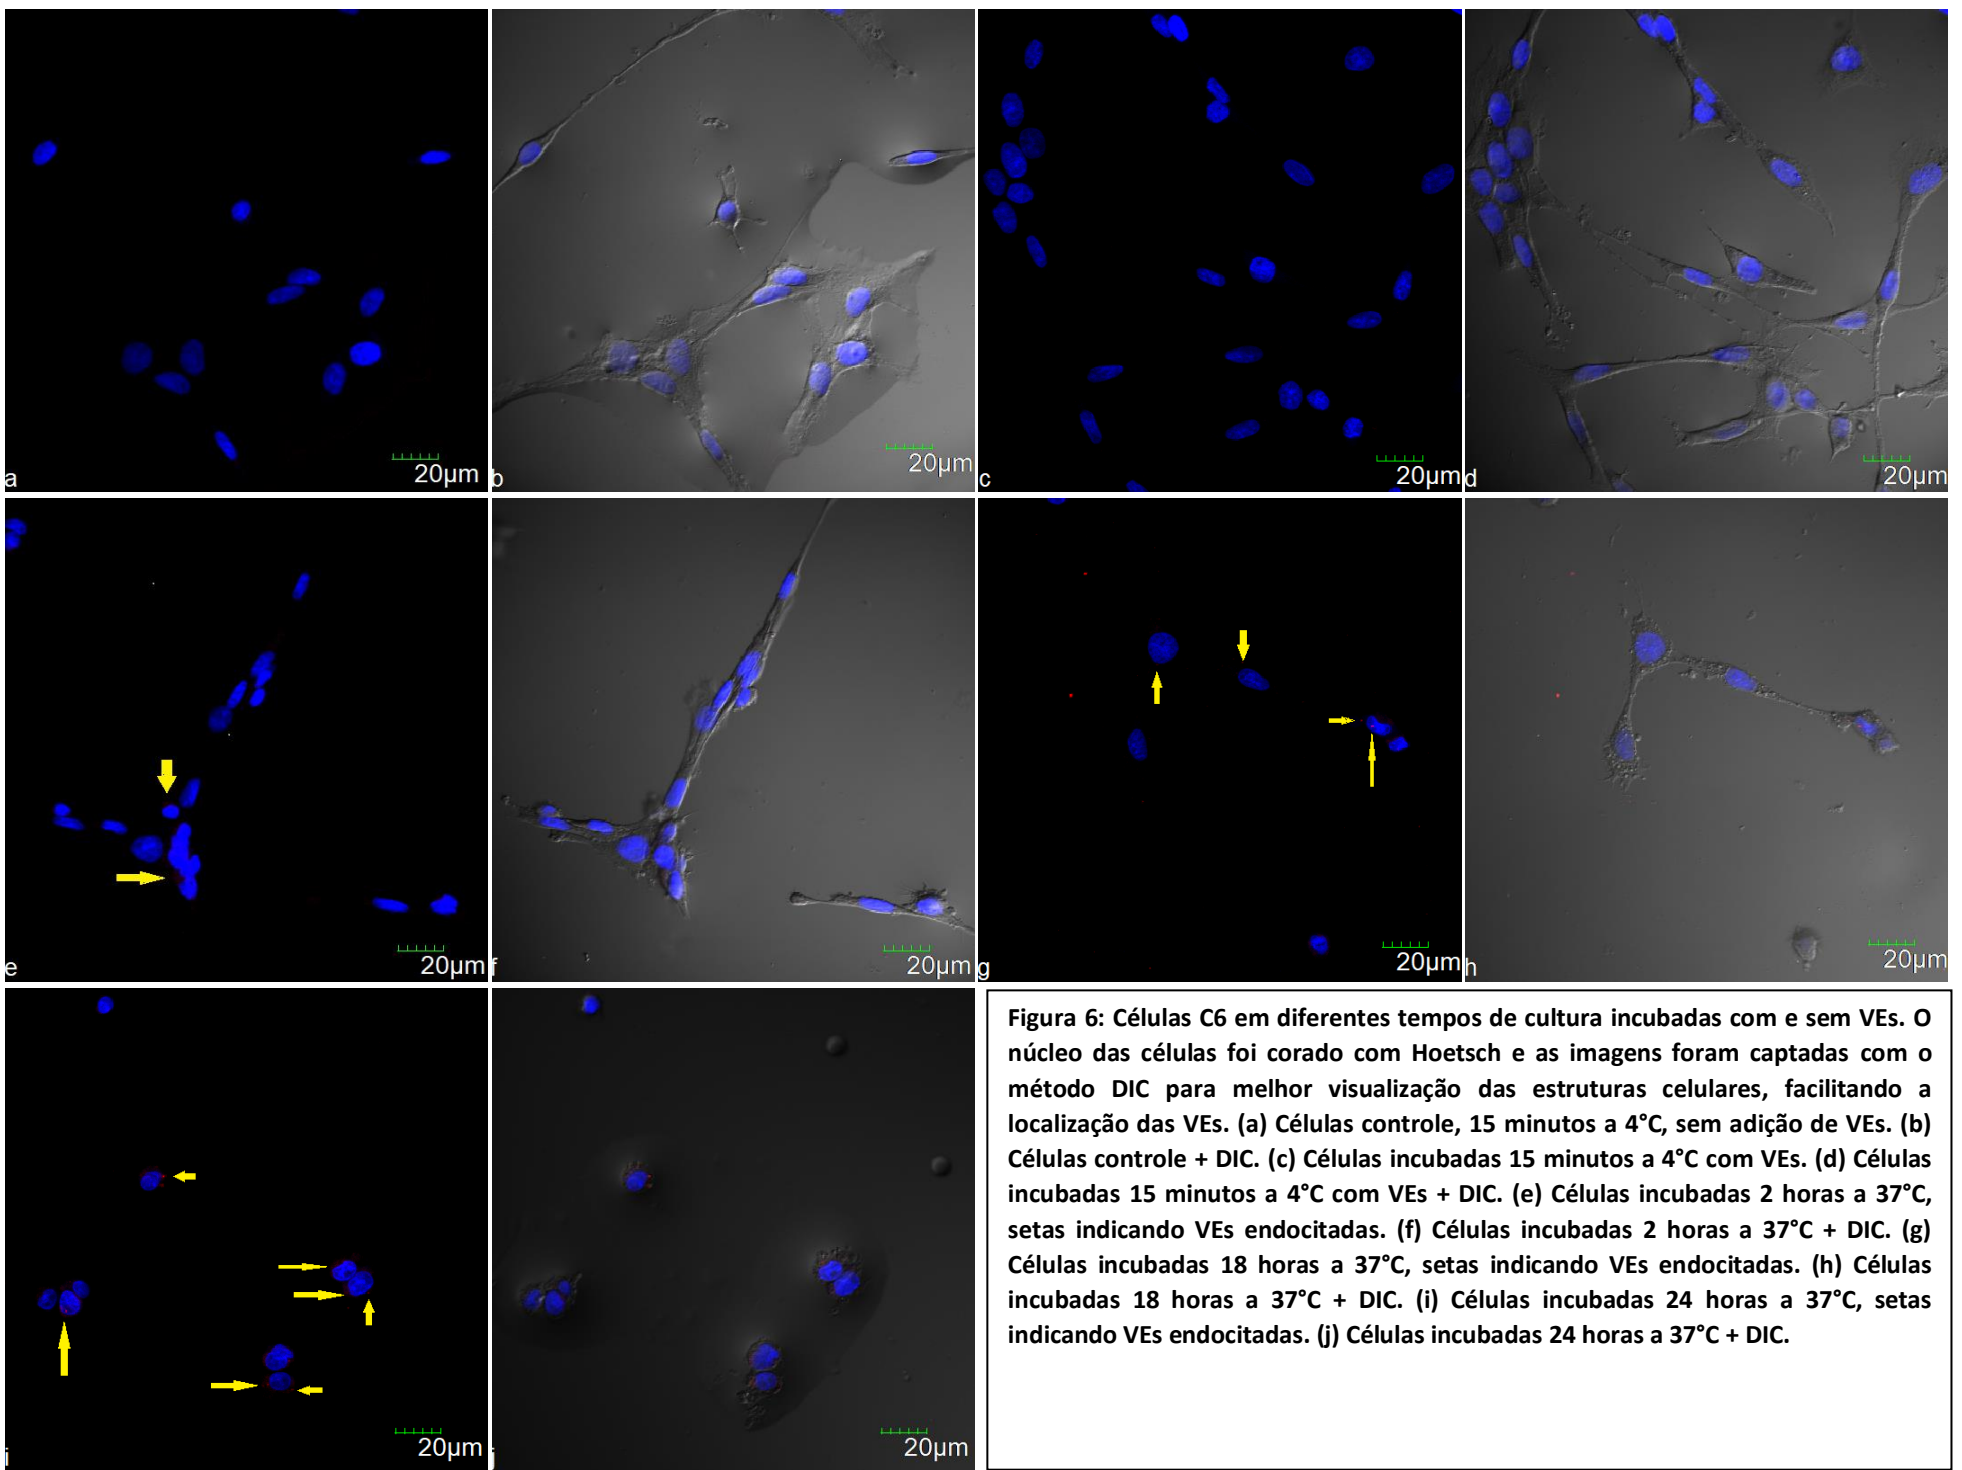 20µm
a
20µm
b
20µm
c
20µm
d
20µm
e
20µm
f
20µm
g
20µm
h
20µm
i
20µm
j
Figura 6: Células C6 em diferentes tempos de cultura incubadas com e sem VEs. O
núcleo das células foi corado com Hoetsch e as imagens foram captadas com o
método DIC para melhor visualização das estruturas celulares, facilitando a
localização das VEs. (a) Células controle, 15 minutos a 4°C, sem adição de VEs. (b)
Células controle + DIC. (c) Células incubadas 15 minutos a 4°C com VEs. (d) Células
incubadas 15 minutos a 4°C com VEs + DIC. (e) Células incubadas 2 horas a 37°C,
setas indicando VEs endocitadas. (f) Células incubadas 2 horas a 37°C + DIC. (g)
Células incubadas 18 horas a 37°C, setas indicando VEs endocitadas. (h) Células
incubadas 18 horas a 37°C + DIC. (i) Células incubadas 24 horas a 37°C, setas
indicando VEs endocitadas. (j) Células incubadas 24 horas a 37°C + DIC.